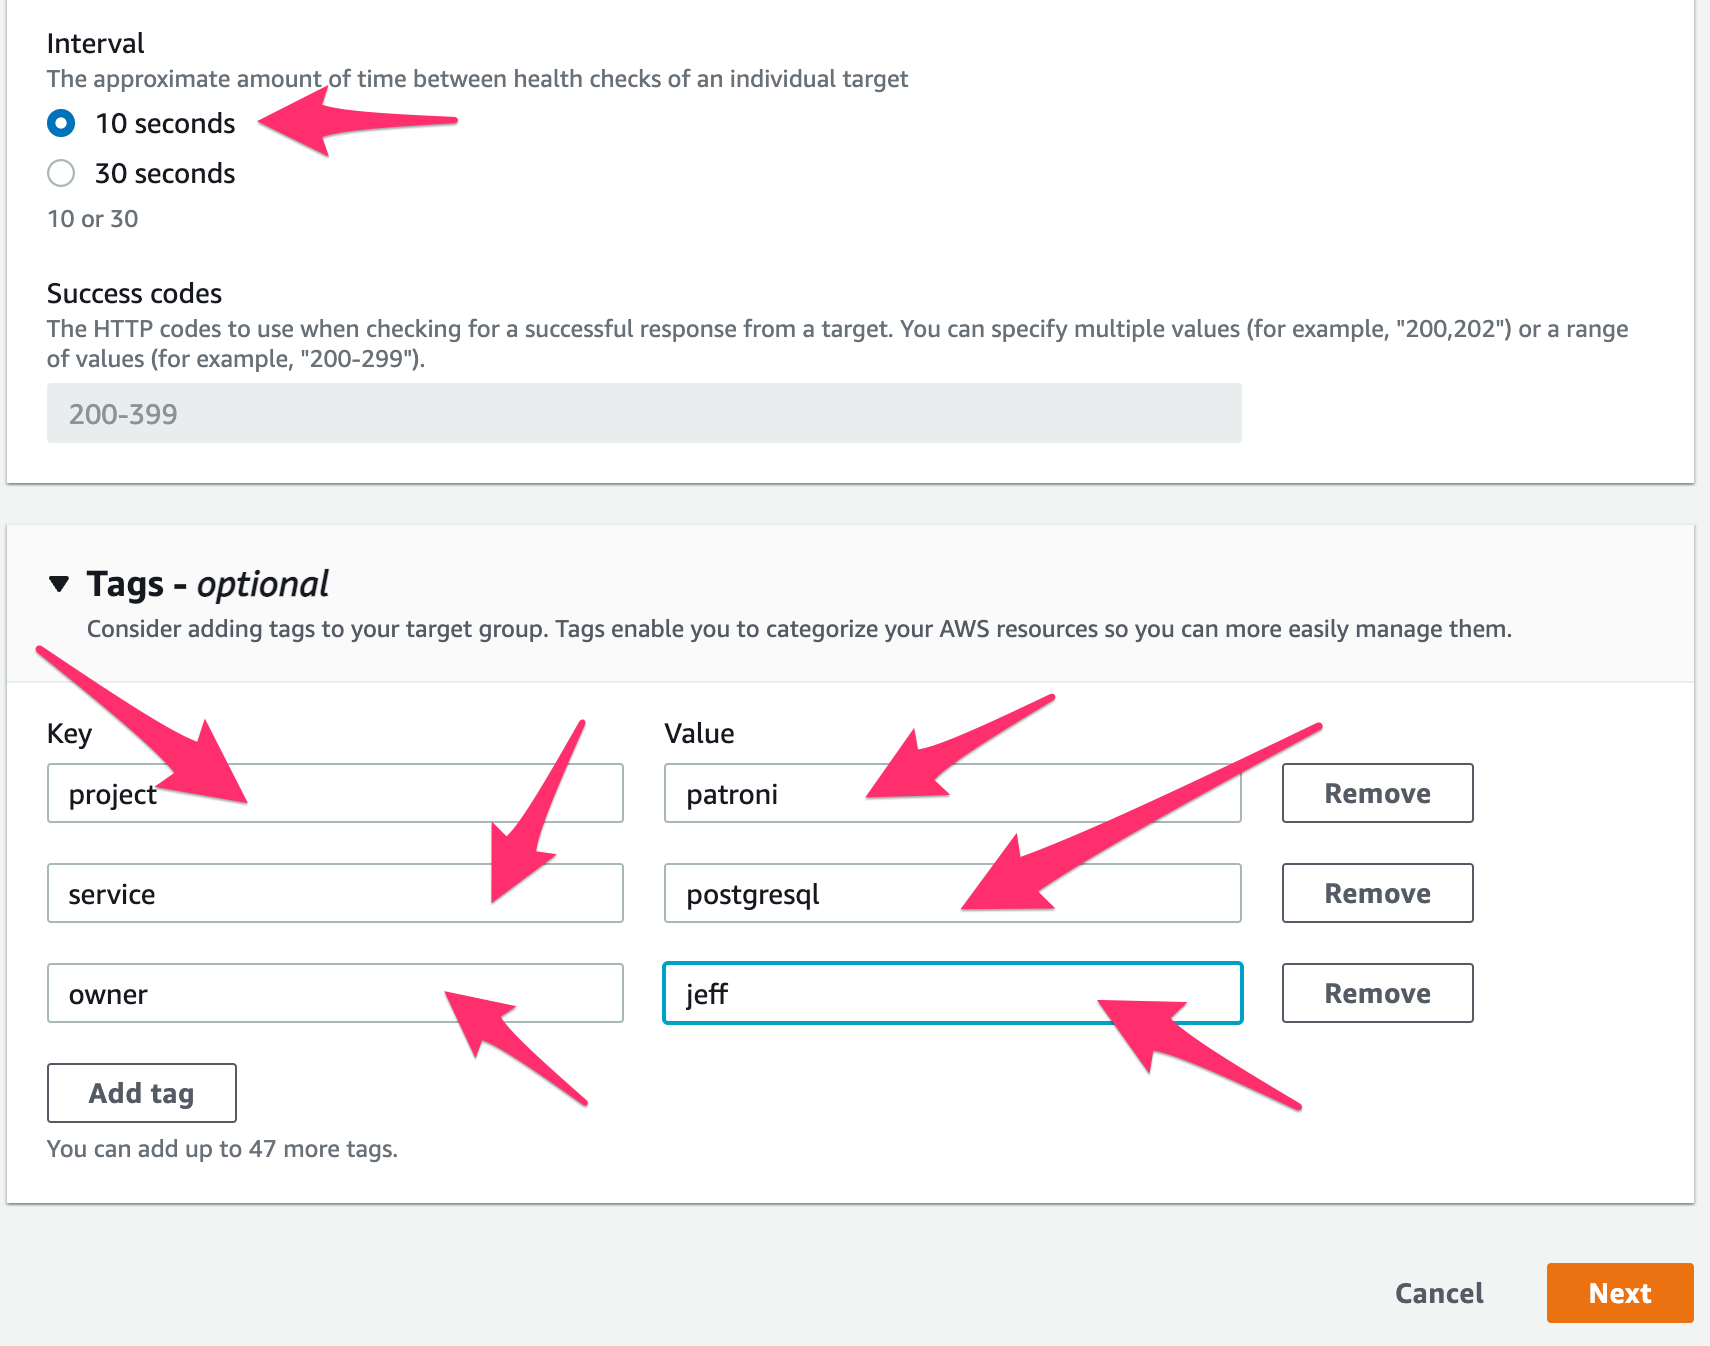 Interval
The approximate amount of time between health checks of an individual target
10 seconds
30 seconds
10 or 30
Success codes
The HTTP codes to use when checking for a successful response from a target. You can specify multiple values (for example, "200,202") or a range
of values (for example, "200-299").
200-399
Tags - optional
Consider adding tags to your target group. Tags enable you to categorize your AWS resources so you can more easily manage them.
Key Value
project patroni Remove
service postgresql Remove
owner jeff Remove
Add tag
You can add up to 47 more tags.
Cancel Next